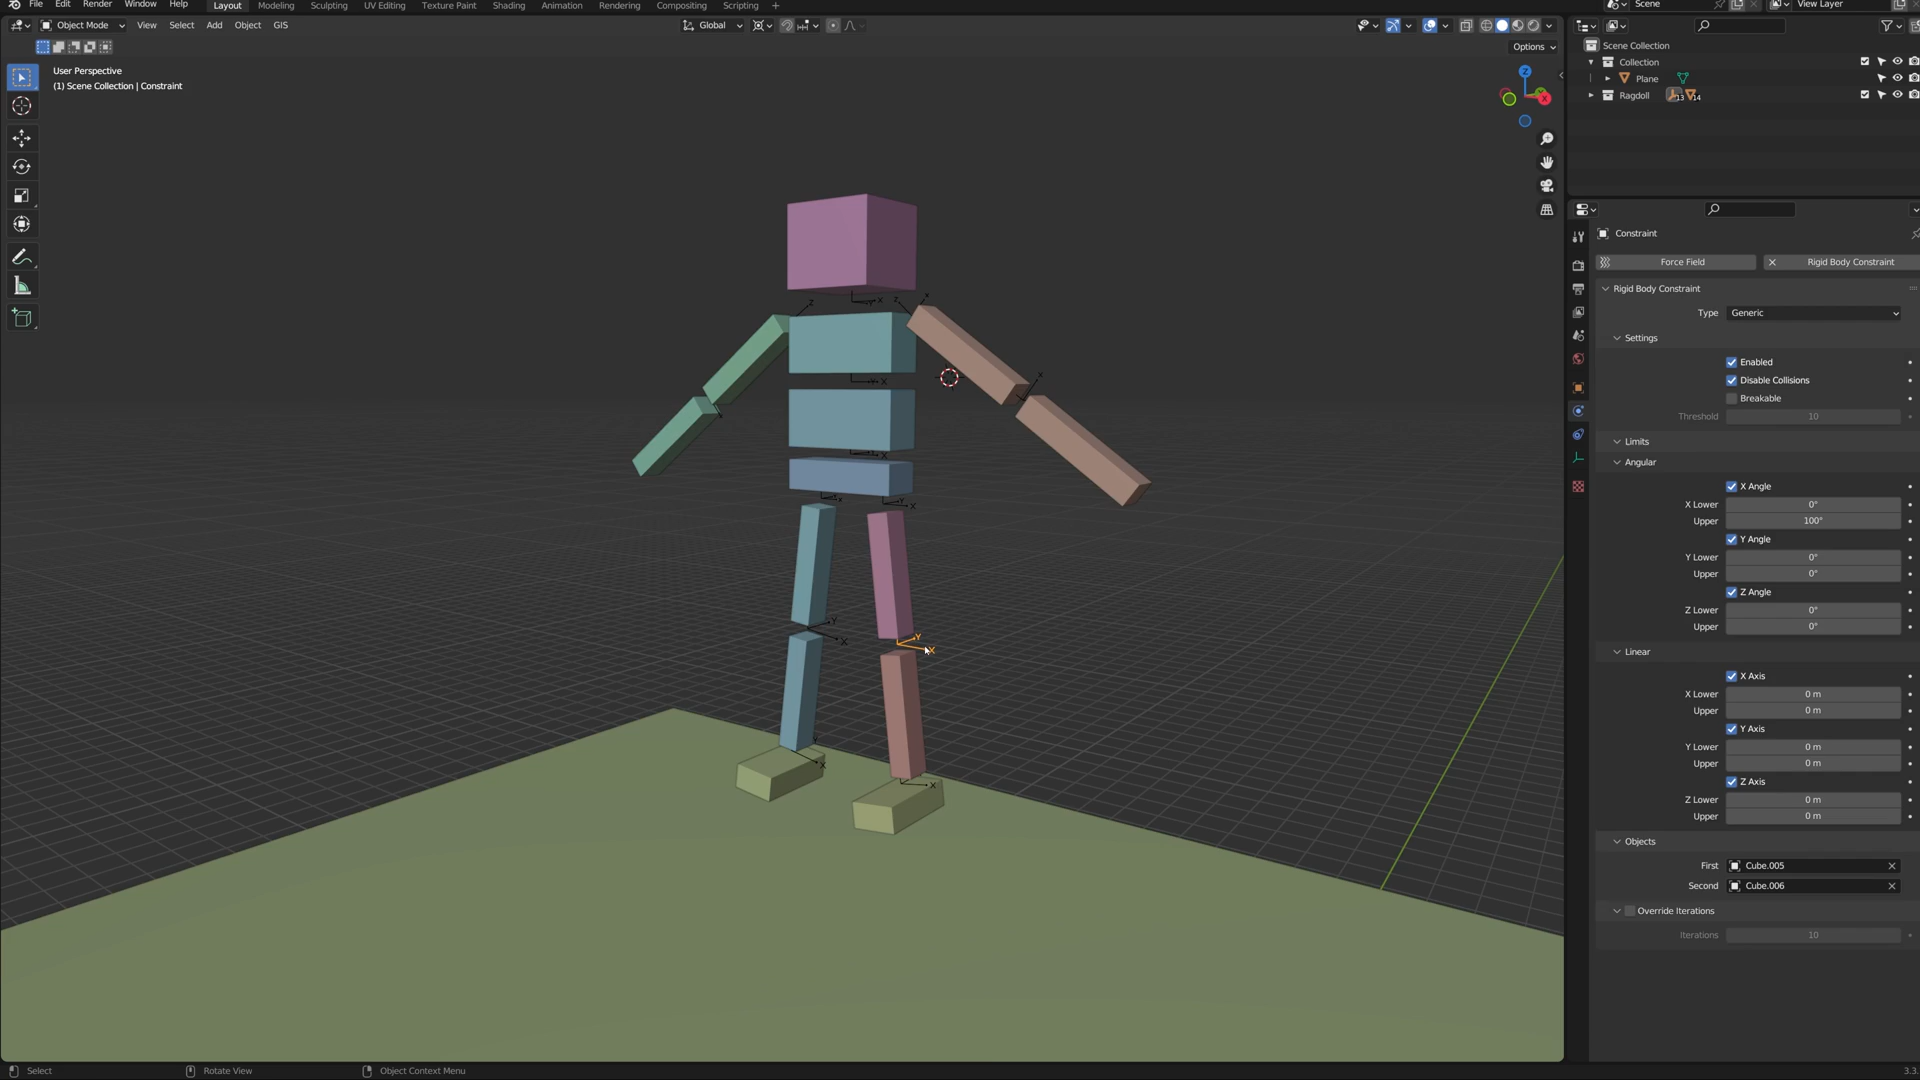 File Edit Render Window Help Layout Modeling Sculpting UV Editing Texture Paint Shading Animation Rendering Compositing Scripting + Scene View Layer
Object Mode View Select Add Object GIS Global
Options
User Perspective
(1) Scene Collection | Constraint
Scene Collection
Collection
Plane
Ragdoll 13 14
Constraint
Force Field Rigid Body Constraint
Rigid Body Constraint
Type Generic
Settings
Enabled
Disable Collisions
Breakable
Threshold 10
Limits
Angular
X Angle
X Lower 0°
Upper 100°
Y Angle
Y Lower 0°
Upper 0°
Z Angle
Z Lower 0°
Upper 0°
Linear
X Axis
X Lower 0 m
Upper 0 m
Y Axis
Y Lower 0 m
Upper 0 m
Z Axis
Z Lower 0 m
Upper 0 m
Objects
First Cube.005
Second Cube.006
Override Iterations
Iterations 10
Select Rotate View Object Context Menu 3.3.